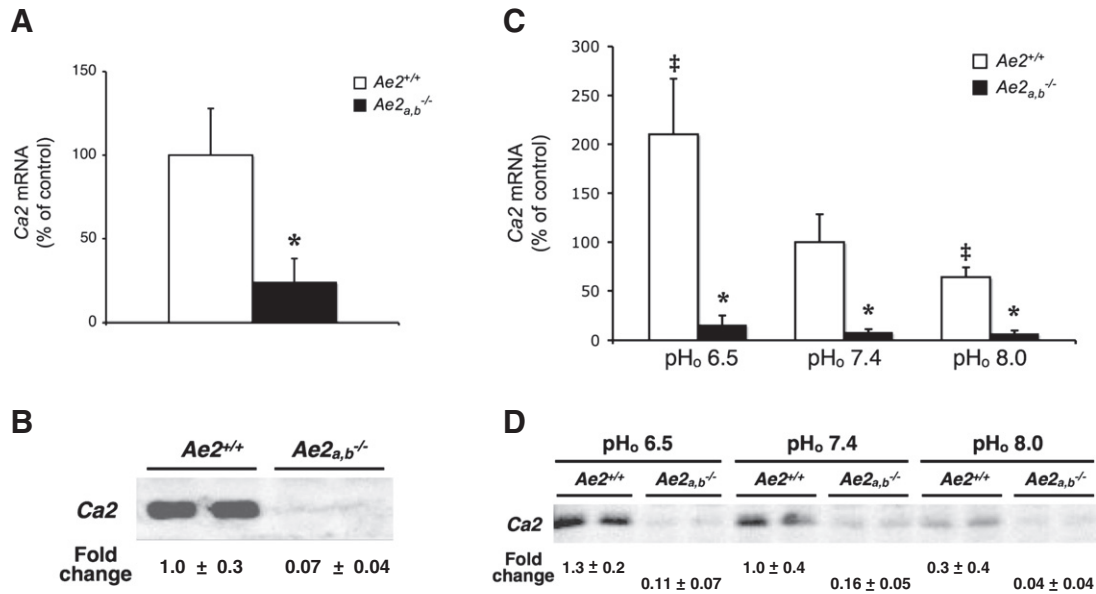 A
Ca2 mRNA
(% of control)
150
100
50
0
Ae2+/+
Ae2a,b-/-
*
C
Ca2 mRNA
(% of control)
300
250
200
150
100
50
0
Ae2+/+
Ae2a,b-/-
‡
*
*
‡
*
pHo 6.5 pHo 7.4 pHo 8.0
B
Ae2+/+ Ae2a,b-/-
Ca2
Fold
change
1.0 ± 0.3 0.07 ± 0.04
D
pHo 6.5 pHo 7.4 pHo 8.0
Ae2+/+ Ae2a,b-/- Ae2+/+ Ae2a,b-/- Ae2+/+ Ae2a,b-/-
Ca2
Fold
change
1.3 ± 0.2 1.0 ± 0.4 0.3 ± 0.4
0.11 ± 0.07 0.16 ± 0.05 0.04 ± 0.04